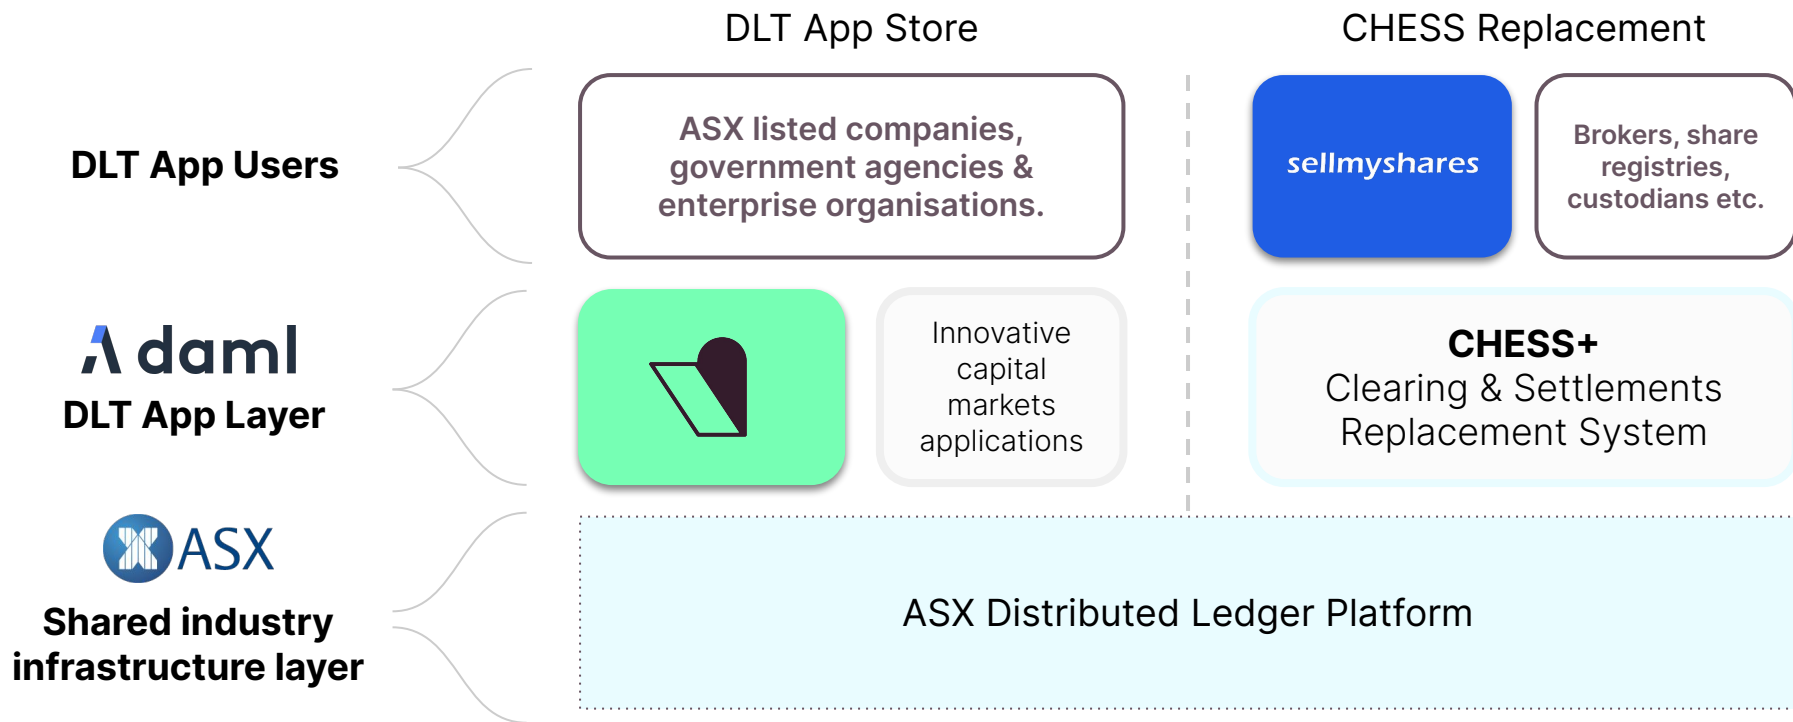 DLT App Store
CHESS Replacement
DLT App Users
ASX listed companies,
government agencies &
enterprise organisations.
sellmyshares
Brokers, share
registries,
custodians etc.
daml
DLT App Layer
Innovative
capital
markets
applications
CHESS+
Clearing & Settlements
Replacement System
ASX
Shared industry
infrastructure layer
ASX Distributed Ledger Platform